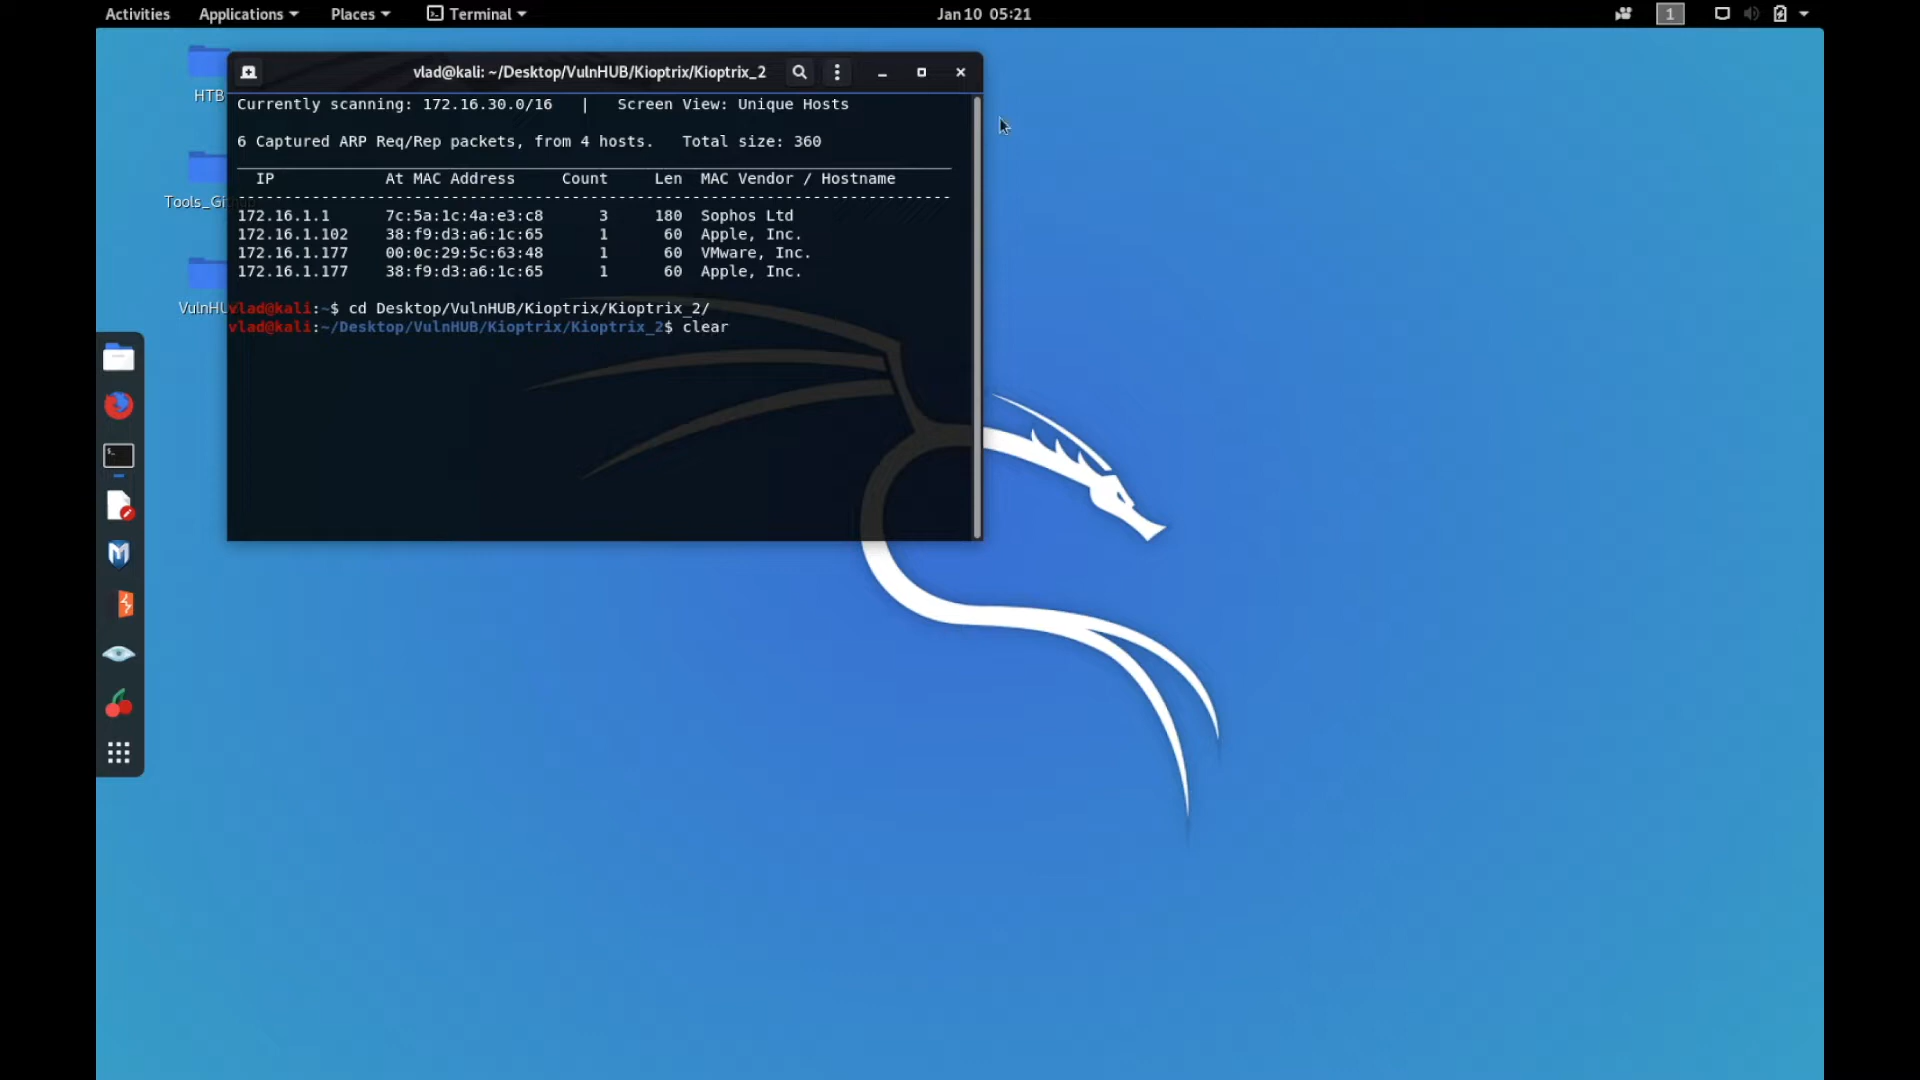 Activities Applications Places Terminal Jan 10 05:21 1
HTB
vlad@kali: ~/Desktop/VulnHUB/Kioptrix/Kioptrix_2
Currently scanning: 172.16.30.0/16 | Screen View: Unique Hosts
6 Captured ARP Req/Rep packets, from 4 hosts. Total size: 360
IP At MAC Address Count Len MAC Vendor / Hostname
-----------------------------------------------------------------------------
172.16.1.1 7c:5a:1c:4a:e3:c8 3 180 Sophos Ltd
172.16.1.102 38:f9:d3:a6:1c:65 1 60 Apple, Inc.
172.16.1.177 00:0c:29:5c:63:48 1 60 VMware, Inc.
172.16.1.177 38:f9:d3:a6:1c:65 1 60 Apple, Inc.
vlad@kali:~$ cd Desktop/VulnHUB/Kioptrix/Kioptrix_2/
vlad@kali:~/Desktop/VulnHUB/Kioptrix/Kioptrix_2$ clear